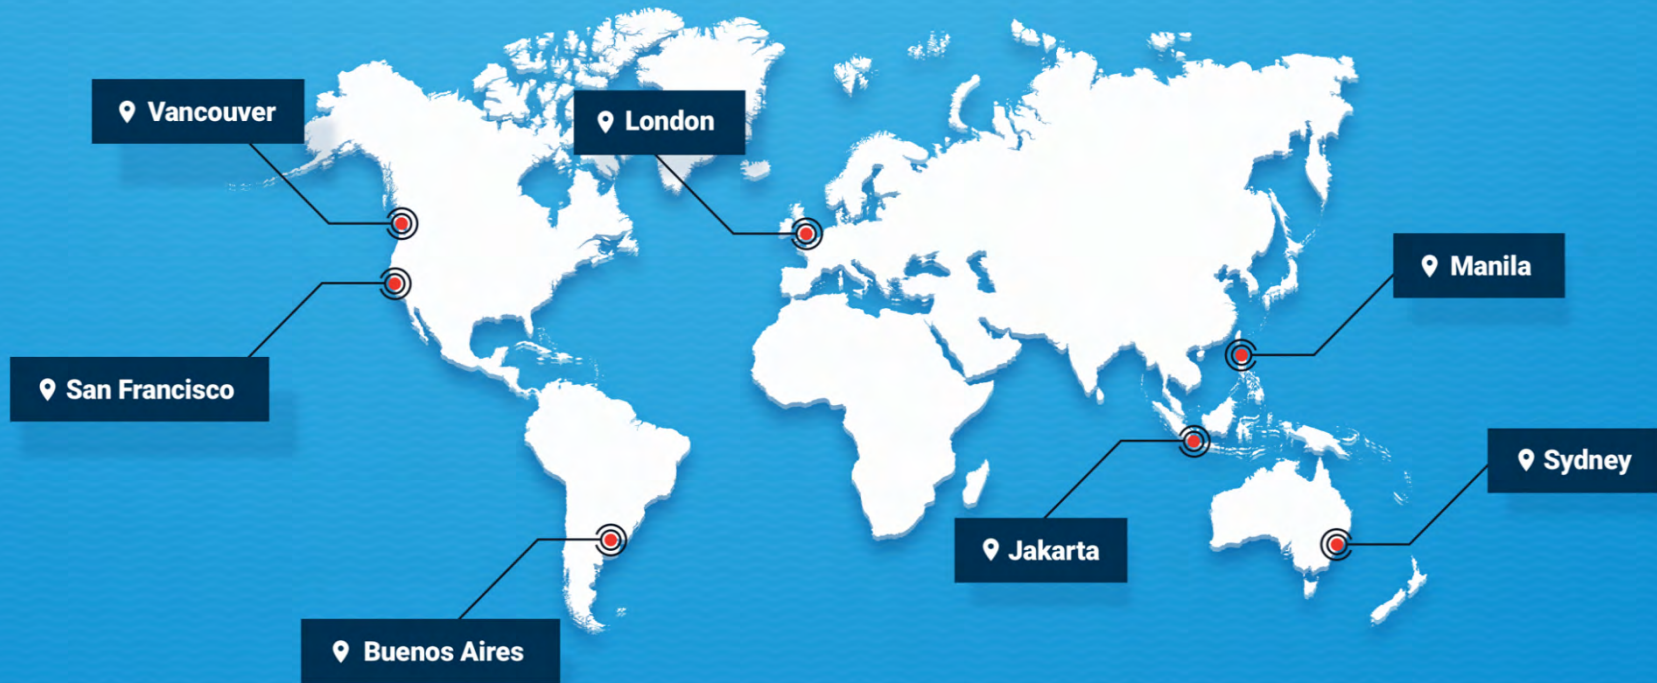 Vancouver
London
Manila
San Francisco
Sydney
Jakarta
Buenos Aires